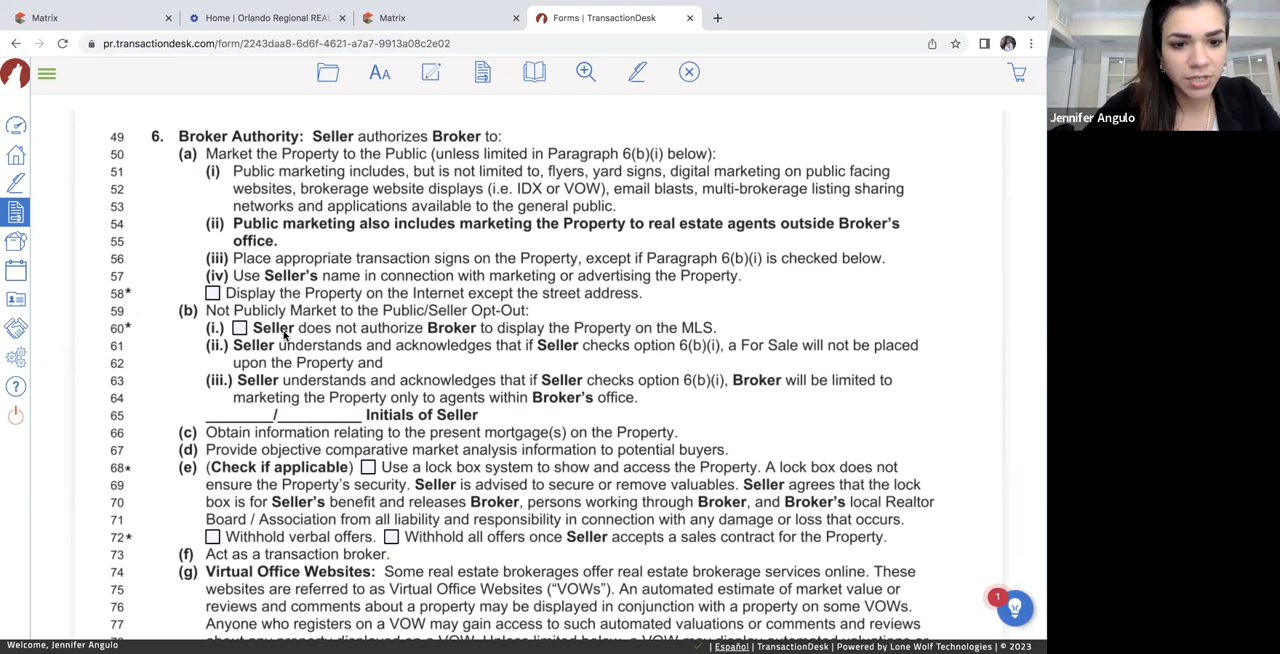 Matrix
Home | Orlando Regional REAL
Matrix
Forms | TransactionDesk
pr.transactiondesk.com/form/2243daa8-6d6f-4621-a7a7-9913a08c2e02
Jennifer Angulo
49 6. Broker Authority: Seller authorizes Broker to:
50 (a) Market the Property to the Public (unless limited in Paragraph 6(b)(i) below):
51 (i) Public marketing includes, but is not limited to, flyers, yard signs, digital marketing on public facing
52 websites, brokerage website displays (i.e. IDX or VOW), email blasts, multi-brokerage listing sharing
53 networks and applications available to the general public.
54 (ii) Public marketing also includes marketing the Property to real estate agents outside Broker's
55 office.
56 (iii) Place appropriate transaction signs on the Property, except if Paragraph 6(b)(i) is checked below.
57 (iv) Use Seller's name in connection with marketing or advertising the Property.
58* Display the Property on the Internet except the street address.
59 (b) Not Publicly Market to the Public/Seller Opt-Out:
60* (i.) Seller does not authorize Broker to display the Property on the MLS.
61 (ii.) Seller understands and acknowledges that if Seller checks option 6(b)(i), a For Sale will not be placed
62 upon the Property and
63 (iii.) Seller understands and acknowledges that if Seller checks option 6(b)(i), Broker will be limited to
64 marketing the Property only to agents within Broker's office.
65 ________/__________ Initials of Seller
66 (c) Obtain information relating to the present mortgage(s) on the Property.
67 (d) Provide objective comparative market analysis information to potential buyers.
68* (e) (Check if applicable) Use a lock box system to show and access the Property. A lock box does not
69 ensure the Property's security. Seller is advised to secure or remove valuables. Seller agrees that the lock
70 box is for Seller's benefit and releases Broker, persons working through Broker, and Broker's local Realtor
71 Board / Association from all liability and responsibility in connection with any damage or loss that occurs.
72* Withhold verbal offers. Withhold all offers once Seller accepts a sales contract for the Property.
73 (f) Act as a transaction broker.
74 (g) Virtual Office Websites: Some real estate brokerages offer real estate brokerage services online. These
75 websites are referred to as Virtual Office Websites ("VOWs"). An automated estimate of market value or
76 reviews and comments about a property may be displayed in conjunction with a property on some VOWs.
77 Anyone who registers on a VOW may gain access to such automated valuations or comments and reviews
1
Welcome, Jennifer Angulo
| Español | TransactionDesk | Powered by Lone Wolf Technologies | © 2023